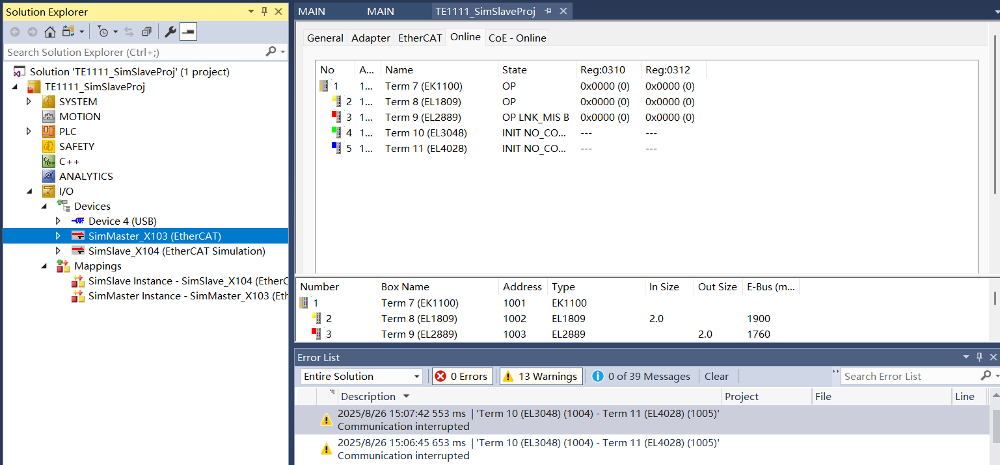 Solution Explorer
Search Solution Explorer (Ctrl+;)
Solution 'TE1111_SimSlaveProj' (1 project)
TE1111_SimSlaveProj
SYSTEM
MOTION
PLC
SAFETY
C++
ANALYTICS
I/O
Devices
Device 4 (USB)
SimMaster_X103 (EtherCAT)
SimSlave_X104 (EtherCAT Simulation)
Mappings
SimSlave Instance - SimSlave_X104 (EtherC
SimMaster Instance - SimMaster_X103 (Eth
MAIN MAIN TE1111_SimSlaveProj
General Adapter EtherCAT Online CoE - Online
No A... Name State Reg:0310 Reg:0312
1 1... Term 7 (EK1100) OP 0x0000 (0) 0x0000 (0)
2 1... Term 8 (EL1809) OP 0x0000 (0) 0x0000 (0)
3 1... Term 9 (EL2889) OP LNK_MIS B 0x0000 (0) 0x0000 (0)
4 1... Term 10 (EL3048) INIT NO_CO... --- ---
5 1... Term 11 (EL4028) INIT NO_CO... --- ---
Number Box Name Address Type In Size Out Size E-Bus (m...
1 Term 7 (EK1100) 1001 EK1100
2 Term 8 (EL1809) 1002 EL1809 2.0 1900
3 Term 9 (EL2889) 1003 EL2889 2.0 1760
Error List
Entire Solution 0 Errors 13 Warnings 0 of 39 Messages Clear Search Error List
Description Project File Line
2025/8/26 15:07:42 553 ms | 'Term 10 (EL3048) (1004) - Term 11 (EL4028) (1005)'
Communication interrupted
2025/8/26 15:06:45 653 ms | 'Term 10 (EL3048) (1004) - Term 11 (EL4028) (1005)'
Communication interrupted